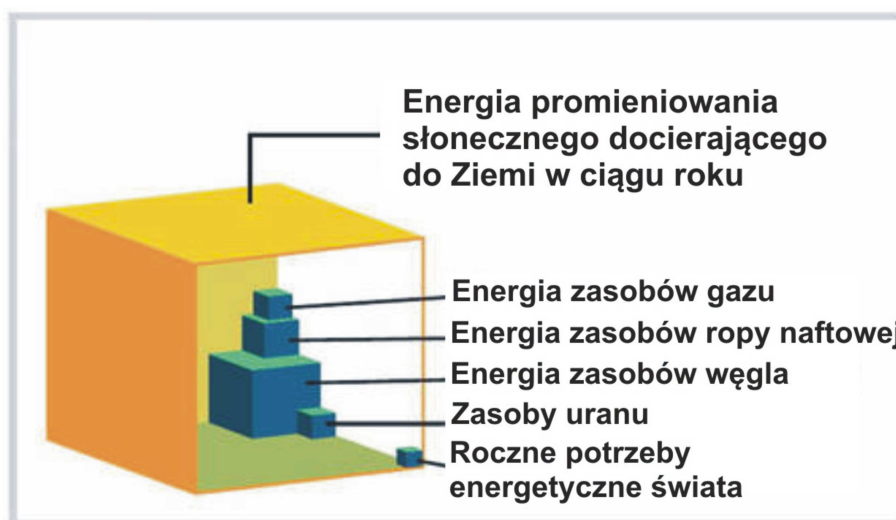 Energia promieniowania
słonecznego docierającego
do Ziemi w ciągu roku
Energia zasobów gazu
Energia zasobów ropy naftowej
Energia zasobów węgla
Zasoby uranu
Roczne potrzeby
energetyczne świata